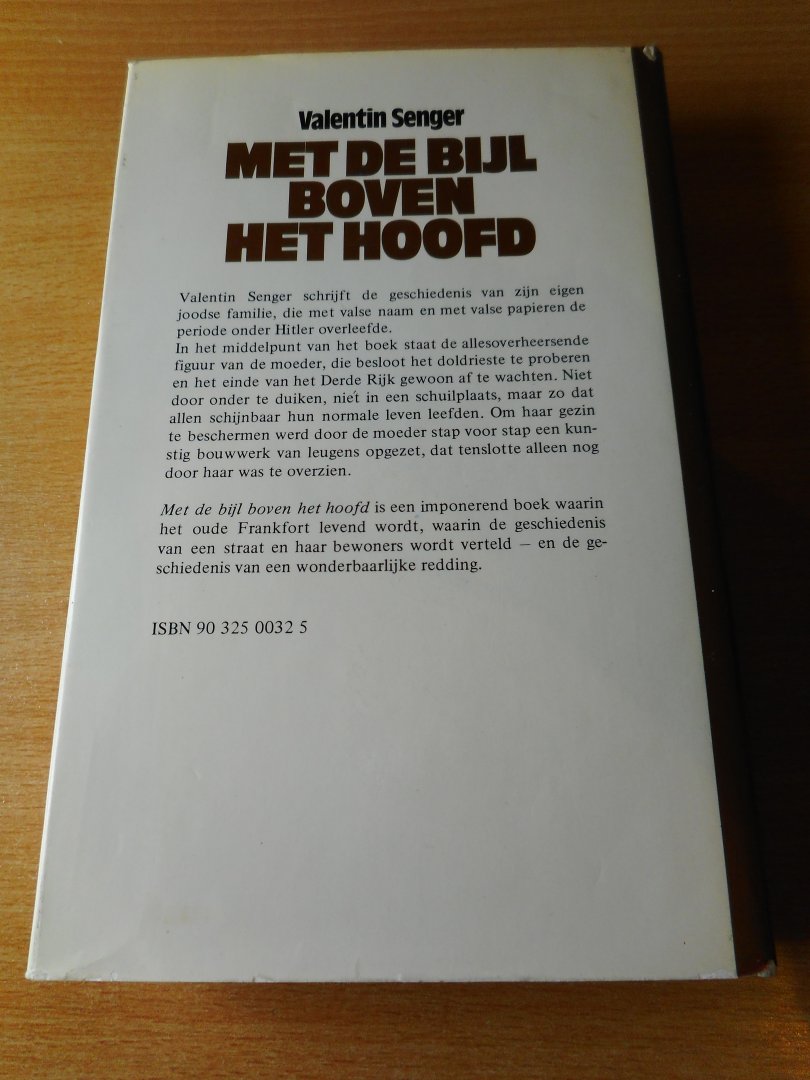 Valentin Senger
MET DE BIJL
BOVEN
HET HOOFD
Valentin Senger schrijft de geschiedenis van zijn eigen
joodse familie, die met valse naam en met valse papieren de
periode onder Hitler overleefde.
In het middelpunt van het boek staat de allesoverheersende
figuur van de moeder, die besloot het doldrieste te proberen
en het einde van het Derde Rijk gewoon af te wachten. Niet
door onder te duiken, niet in een schuilplaats, maar zo dat
allen schijnbaar hun normale leven leefden. Om haar gezin
te beschermen werd door de moeder stap voor stap een kun-
stig bouwwerk van leugens opgezet, dat tenslotte alleen nog
door haar was te overzien.
Met de bijl boven het hoofd is een imponerend boek waarin
het oude Frankfort levend wordt, waarin de geschiedenis
van een straat en haar bewoners wordt verteld – en de ge-
schiedenis van een wonderbaarlijke redding.
ISBN 90 325 0032 5